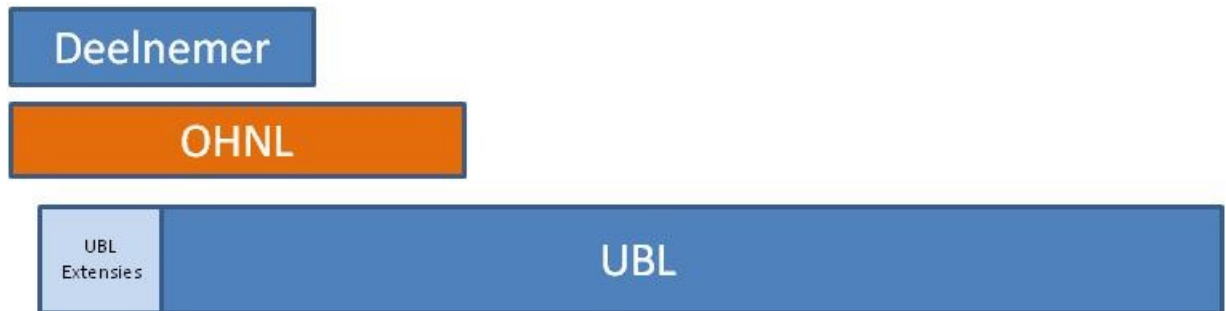 Deelnemer
OHNL
UBL
Extensies
UBL